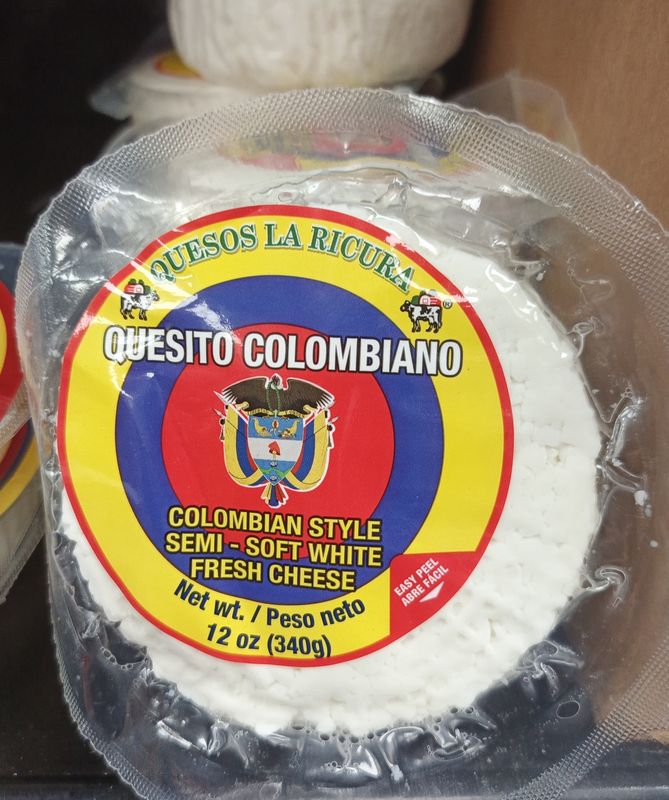 QUESOS LA RICURA
®
QUESITO COLOMBIANO
COLOMBIAN STYLE
SEMI - SOFT WHITE
FRESH CHEESE
EASY PEEL
ABRE FÁCIL
Net wt. / Peso neto
12 oz (340g)